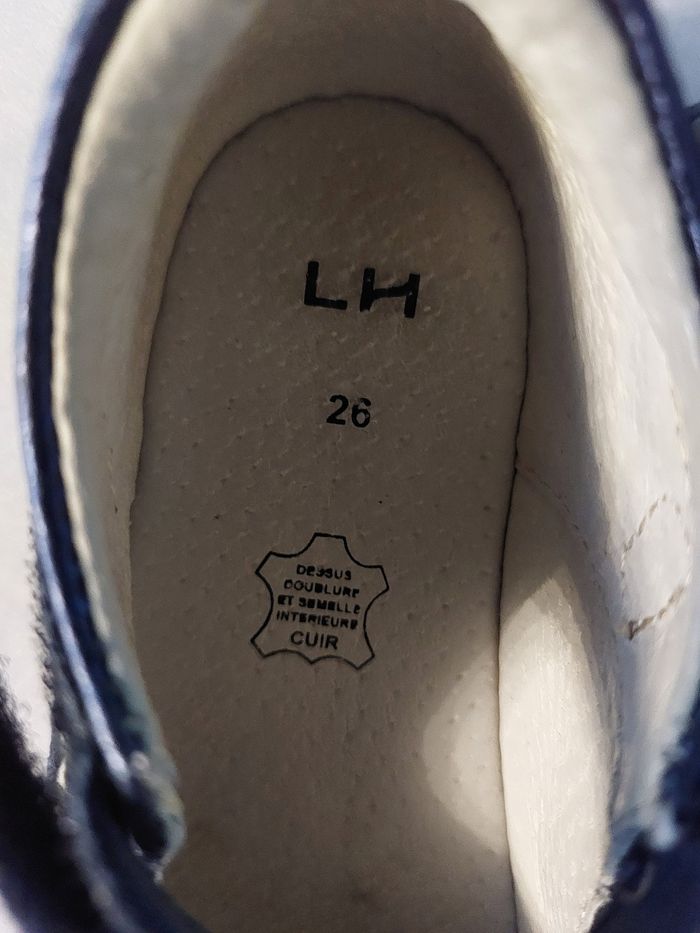 LH
26
DESSUS
DOUBLURE
ET SEMELLE
INTERIEURE
CUIR